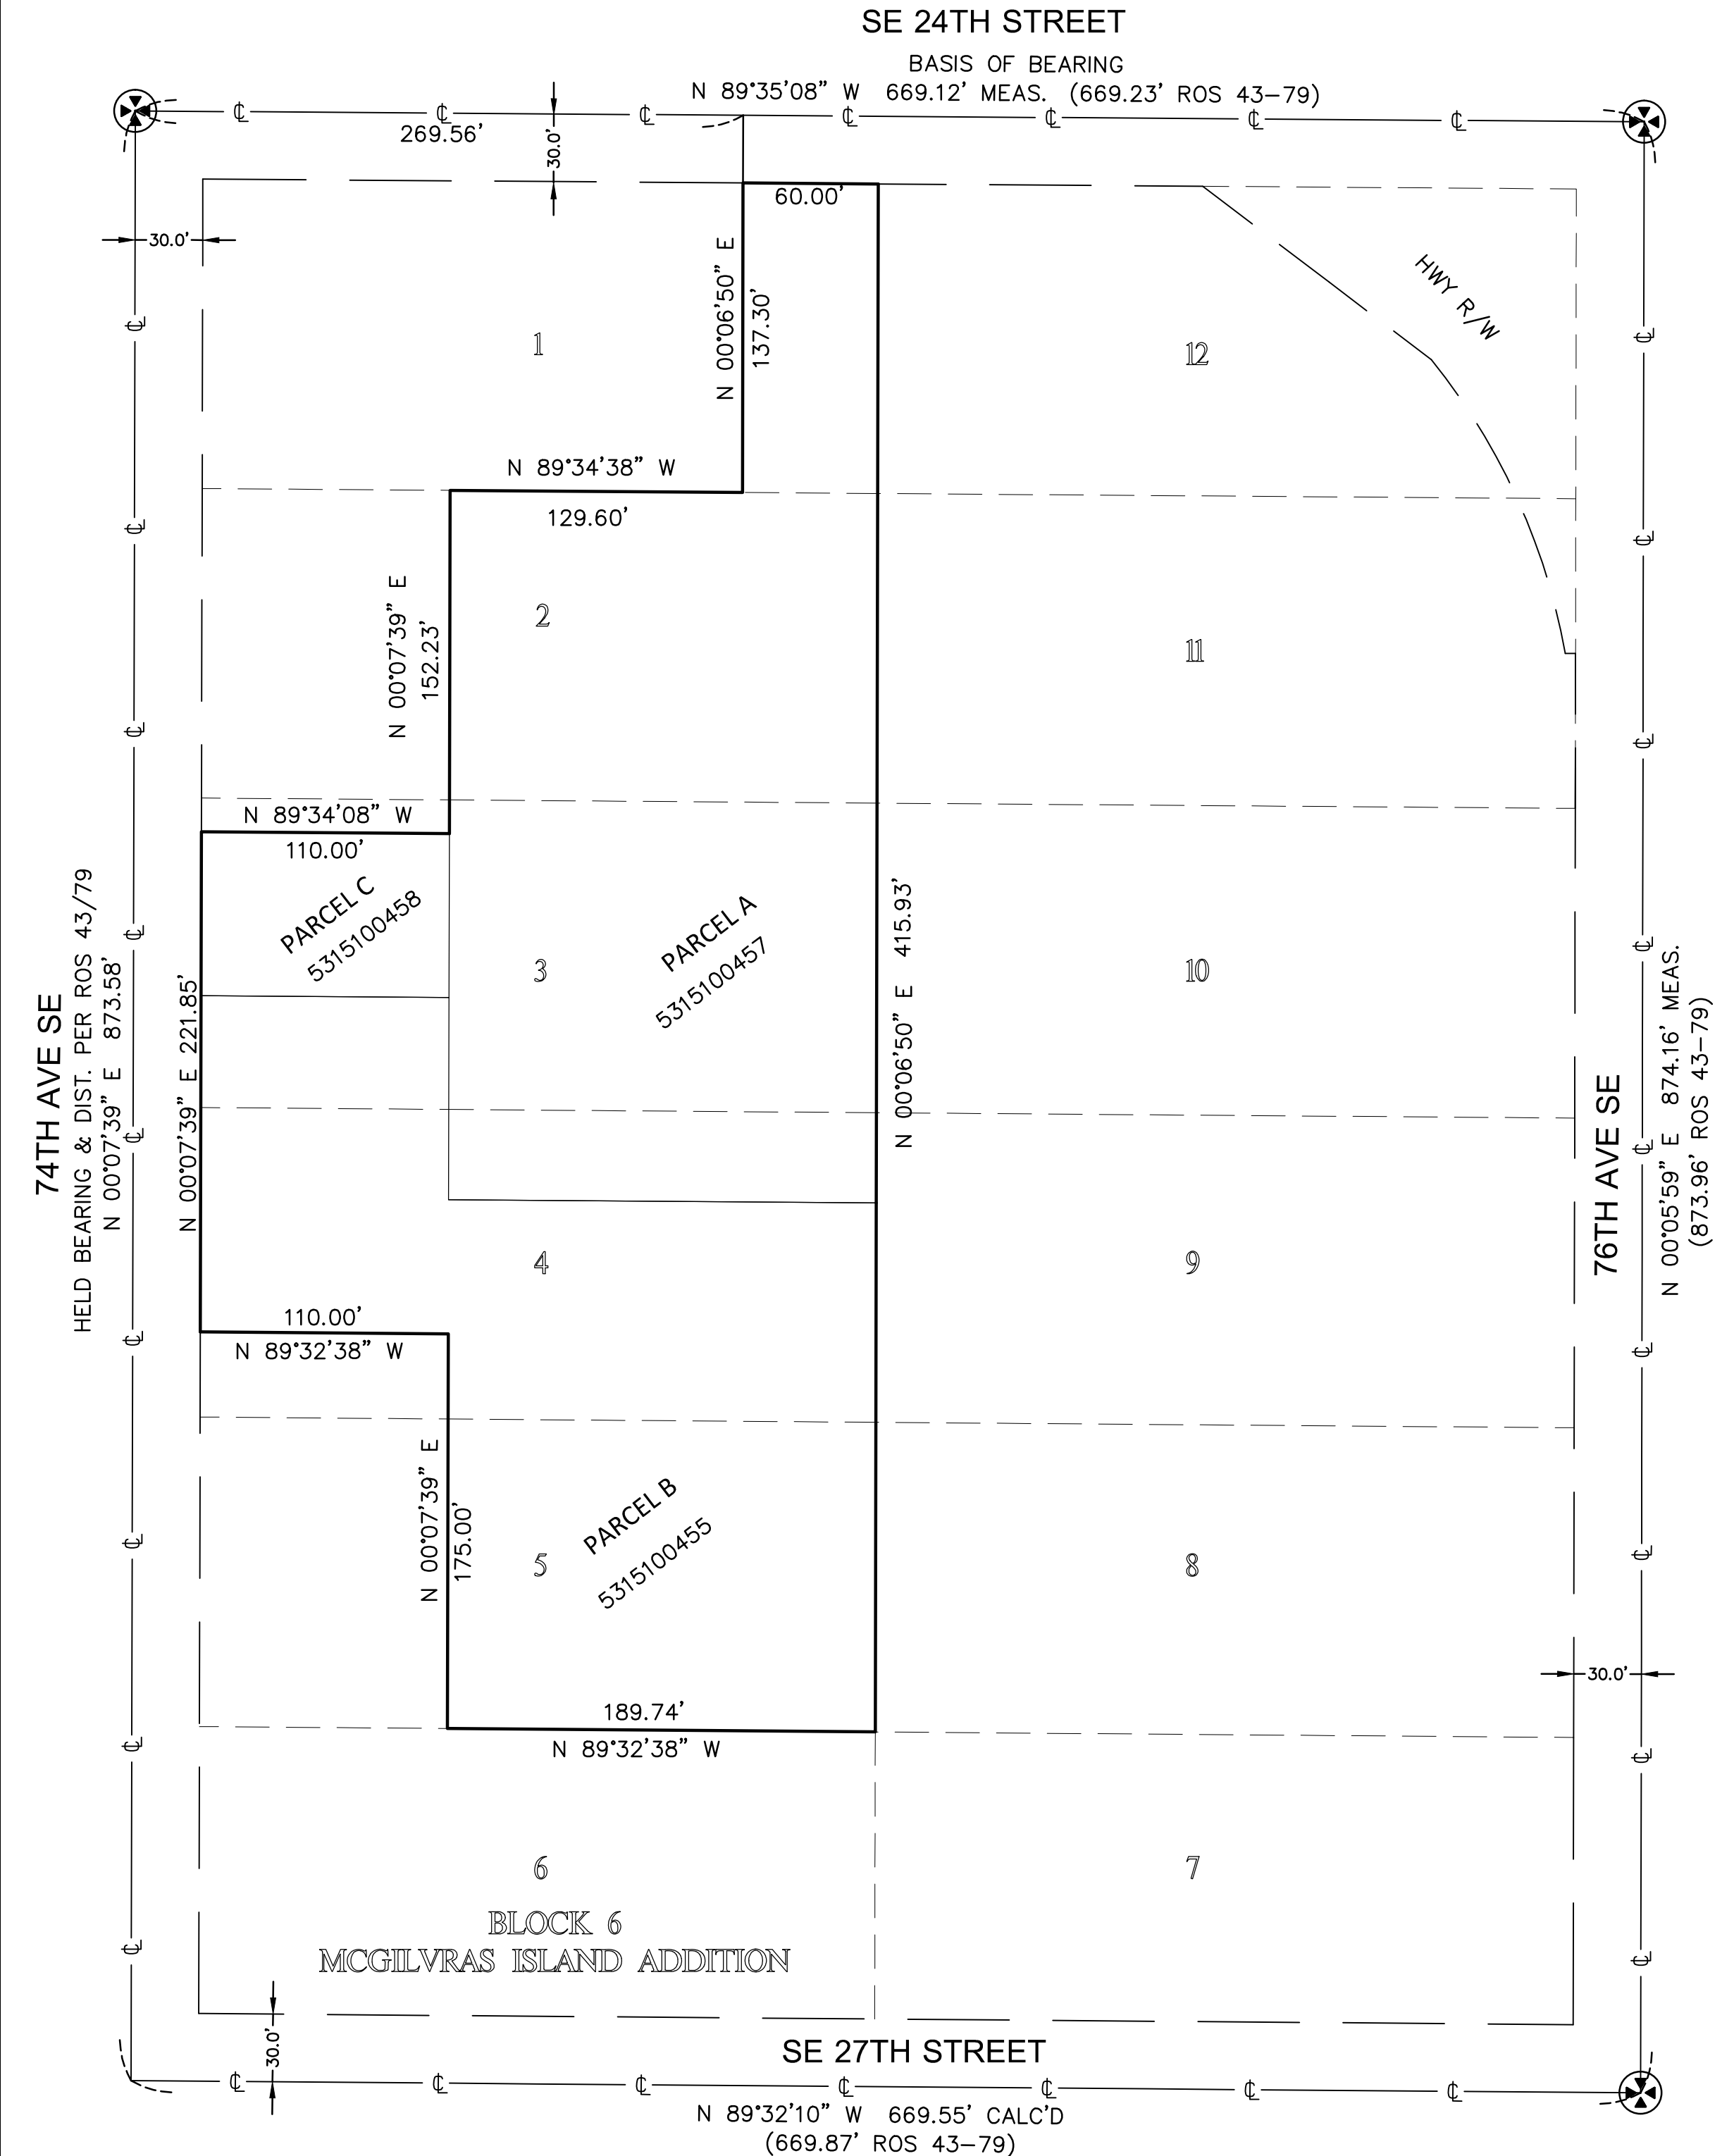 SE 24TH STREET
BASIS OF BEARING
N 89°35'08" W 669.12' MEAS. (669.23' ROS 43-79)
℄ ℄ ℄ ℄ ℄ ℄ ℄
269.56'
30.0'
60.00'
30.0'
N 00°06'50" E
137.30'
HWY R/W
1
12
N 89°34'38" W
129.60'
N 00°07'39" E
152.23'
2
11
N 89°34'08" W
110.00'
PARCEL C
5315100458
PARCEL A
5315100457
3
10
N 00°06'50" E 415.93'
74TH AVE SE
HELD BEARING & DIST. PER ROS 43/79
N 00°07'39" E 873.58'
℄ ℄ ℄ ℄ ℄ ℄ ℄ ℄ ℄
N 00°07'39" E 221.85'
76TH AVE SE
℄ ℄ ℄ ℄ ℄ ℄ ℄ ℄ ℄
N 00°05'59" E 874.16' MEAS.
(873.96' ROS 43-79)
4
9
110.00'
N 89°32'38" W
N 00°07'39" E
175.00'
PARCEL B
5315100455
5
8
30.0'
189.74'
N 89°32'38" W
6
7
BLOCK 6
MCGILVRAS ISLAND ADDITION
30.0'
SE 27TH STREET
℄ ℄ ℄ ℄ ℄ ℄ ℄
N 89°32'10" W 669.55' CALC'D
(669.87' ROS 43-79)